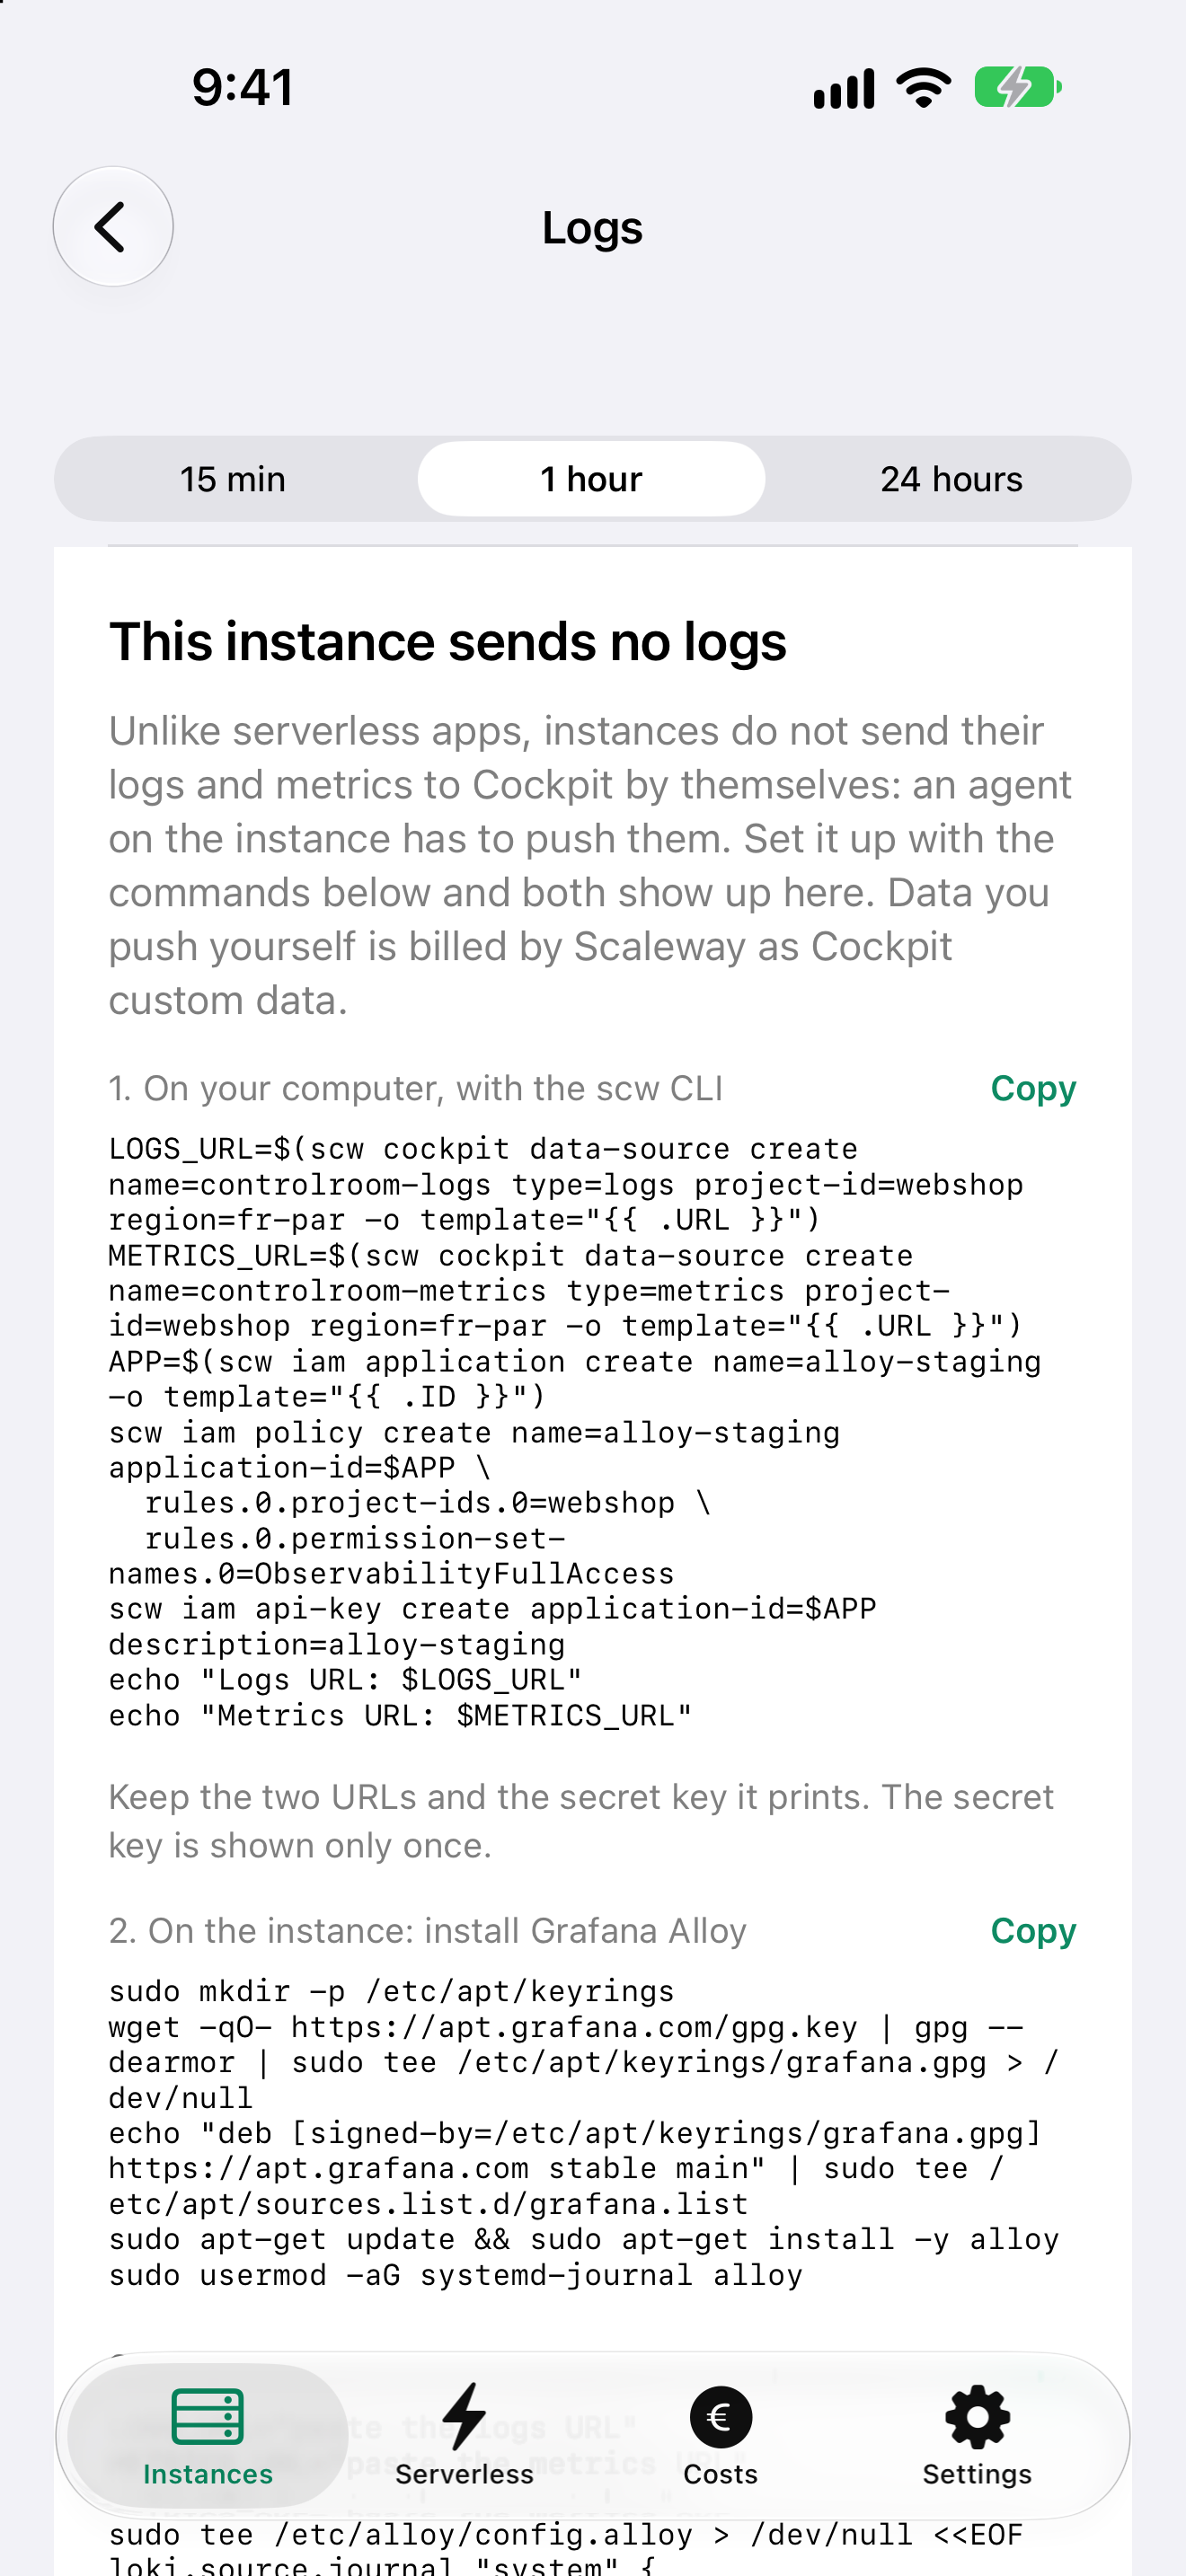 9:41
Logs
15 min
1 hour
24 hours
This instance sends no logs
Unlike serverless apps, instances do not send their
logs and metrics to Cockpit by themselves: an agent
on the instance has to push them. Set it up with the
commands below and both show up here. Data you
push yourself is billed by Scaleway as Cockpit
custom data.
1. On your computer, with the scw CLI
Copy
LOGS_URL=$(scw cockpit data-source create
name=controlroom-logs type=logs project-id=webshop
region=fr-par -o template="{{ .URL }}")
METRICS_URL=$(scw cockpit data-source create
name=controlroom-metrics type=metrics project-
id=webshop region=fr-par -o template="{{ .URL }}")
APP=$(scw iam application create name=alloy-staging
-o template="{{ .ID }}")
scw iam policy create name=alloy-staging
application-id=$APP \
  rules.0.project-ids.0=webshop \
  rules.0.permission-set-
names.0=ObservabilityFullAccess
scw iam api-key create application-id=$APP
description=alloy-staging
echo "Logs URL: $LOGS_URL"
echo "Metrics URL: $METRICS_URL"
Keep the two URLs and the secret key it prints. The secret
key is shown only once.
2. On the instance: install Grafana Alloy
Copy
sudo mkdir -p /etc/apt/keyrings
wget -qO- https://apt.grafana.com/gpg.key | gpg --
dearmor | sudo tee /etc/apt/keyrings/grafana.gpg > /
dev/null
echo "deb [signed-by=/etc/apt/keyrings/grafana.gpg]
https://apt.grafana.com stable main" | sudo tee /
etc/apt/sources.list.d/grafana.list
sudo apt-get update && sudo apt-get install -y alloy
sudo usermod -aG systemd-journal alloy
the logs URL"
paste the metrics
Instances
Serverless
€
Costs
Settings
sudo tee /etc/alloy/config.alloy > /dev/null <<EOF
loki.source.journal "system" {